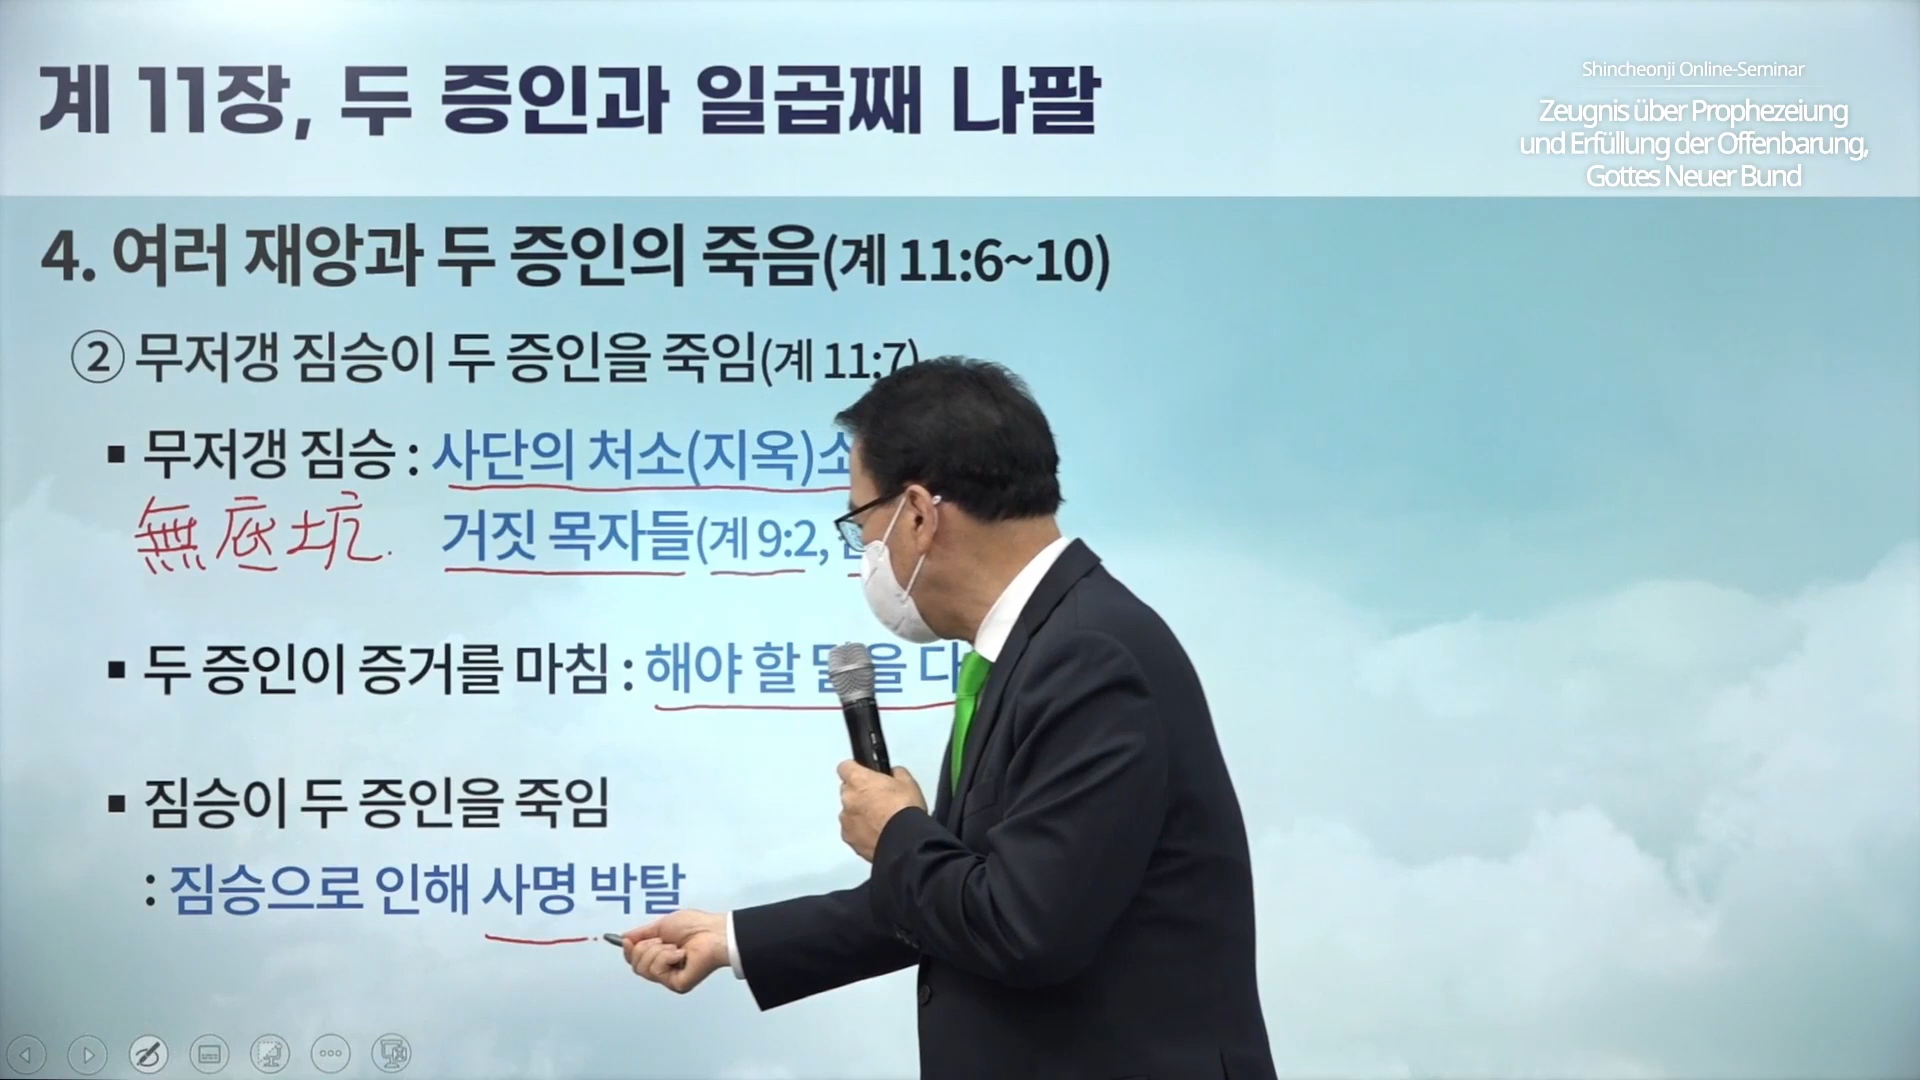 계 11장, 두 증인과 일곱째 나팔
Shincheonji Online-Seminar
Zeugnis über Prophezeiung
und Erfüllung der Offenbarung,
Gottes Neuer Bund
4. 여러 재앙과 두 증인의 죽음(계 11:6~10)
② 무저갱 짐승이 두 증인을 죽임(계 11:7)
▪ 무저갱 짐승 : 사단의 처소(지옥)소
無底坑 거짓 목자들(계 9:2,
▪ 두 증인이 증거를 마침 : 해야 할 을 다
▪ 짐승이 두 증인을 죽임
: 짐승으로 인해 사명 박탈